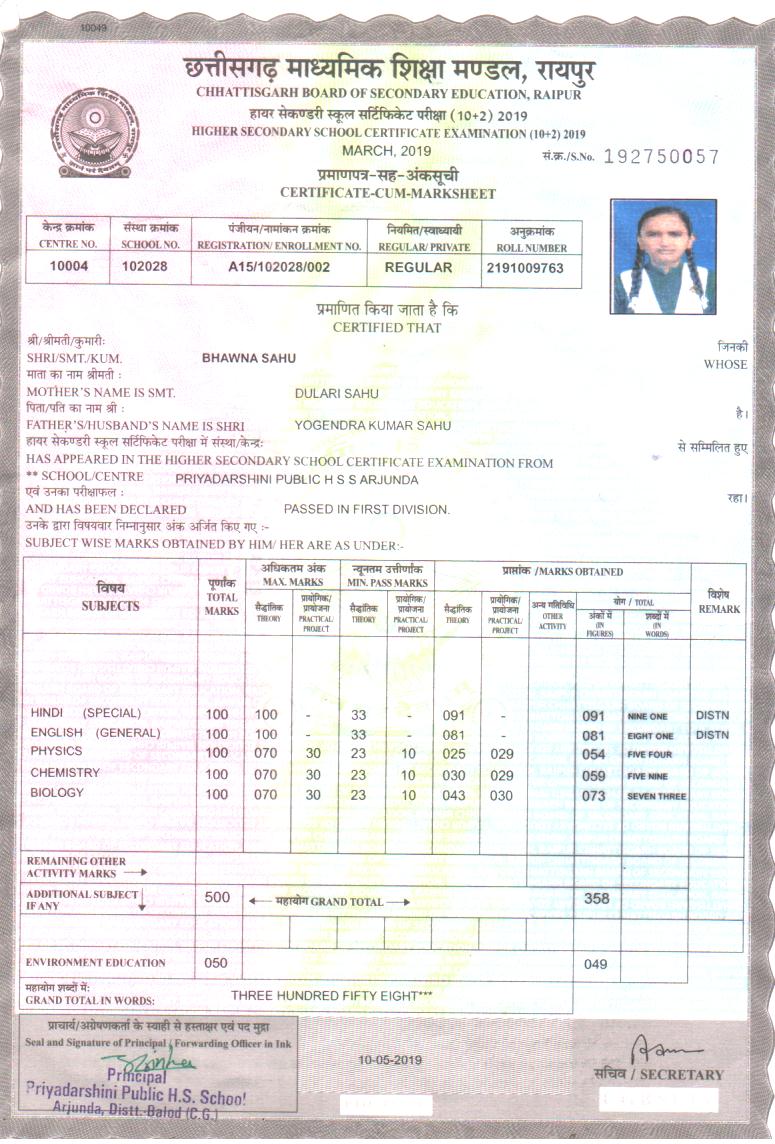 10049
छत्तीसगढ़ माध्यमिक शिक्षा मण्डल, रायपुर
CHHATTISGARH BOARD OF SECONDARY EDUCATION, RAIPUR
हायर सेकण्डरी स्कूल सर्टिफिकेट परीक्षा (10+2) 2019
HIGHER SECONDARY SCHOOL CERTIFICATE EXAMINATION (10+2) 2019
MARCH, 2019
सं.क्र./S.No. 192750057
प्रमाणपत्र-सह-अंकसूची
CERTIFICATE-CUM-MARKSHEET
केन्द्र क्रमांक संस्था क्रमांक पंजीयन/नामांकन क्रमांक नियमित/स्वाध्यायी अनुक्रमांक
CENTRE NO. SCHOOL NO. REGISTRATION/ENROLLMENT NO. REGULAR/ PRIVATE ROLL NUMBER
10004 102028 A15/102028/002 REGULAR 2191009763
प्रमाणित किया जाता है कि
CERTIFIED THAT
श्री/श्रीमती/कुमारीः जिनकी
SHRI/SMT./KUM. BHAWNA SAHU WHOSE
माता का नाम श्रीमती :
MOTHER'S NAME IS SMT. DULARI SAHU
पिता/पति का नाम श्री : है।
FATHER'S/HUSBAND'S NAME IS SHRI YOGENDRA KUMAR SAHU
हायर सेकण्डरी स्कूल सर्टिफिकेट परीक्षा में संस्था/केन्द्रः से सम्मिलित हुए
HAS APPEARED IN THE HIGHER SECONDARY SCHOOL CERTIFICATE EXAMINATION FROM
** SCHOOL/CENTRE PRIYADARSHINI PUBLIC H S S ARJUNDA
एवं उनका परीक्षाफल : रहा।
AND HAS BEEN DECLARED PASSED IN FIRST DIVISION.
उनके द्वारा विषयवार निम्नानुसार अंक अर्जित किए गए :-
SUBJECT WISE MARKS OBTAINED BY HIM/ HER ARE AS UNDER:-
विषय पूर्णांक अधिकतम अंक न्यूनतम उत्तीर्णांक प्राप्तांक /MARKS OBTAINED विशेष
SUBJECTS TOTAL MARKS MAX. MARKS MIN. PASS MARKS REMARK
सैद्धांतिक प्रायोगिक/प्रायोजना सैद्धांतिक प्रायोगिक/प्रायोजना सैद्धांतिक प्रायोगिक/प्रायोजना अन्य गतिविधि योग / TOTAL
THEORY PRACTICAL/PROJECT THEORY PRACTICAL/PROJECT THEORY PRACTICAL/PROJECT OTHER ACTIVITY अंकों में (IN FIGURES) शब्दों में (IN WORDS)
HINDI (SPECIAL) 100 100 - 33 - 091 - 091 NINE ONE DISTN
ENGLISH (GENERAL) 100 100 - 33 - 081 - 081 EIGHT ONE DISTN
PHYSICS 100 070 30 23 10 025 029 054 FIVE FOUR
CHEMISTRY 100 070 30 23 10 030 029 059 FIVE NINE
BIOLOGY 100 070 30 23 10 043 030 073 SEVEN THREE
REMAINING OTHER
ACTIVITY MARKS →
ADDITIONAL SUBJECT 500 ← महायोग GRAND TOTAL → 358
IF ANY ↓
ENVIRONMENT EDUCATION 050 049
महायोग शब्दों में:
GRAND TOTAL IN WORDS: THREE HUNDRED FIFTY EIGHT***
प्राचार्य/अग्रेषणकर्ता के स्वाही से हस्ताक्षर एवं पद मुद्रा
Seal and Signature of Principal / Forwarding Officer in Ink
Principal
Priyadarshini Public H.S. School
Arjunda, Distt.-Balod (C.G.)
10-05-2019
सचिव / SECRETARY